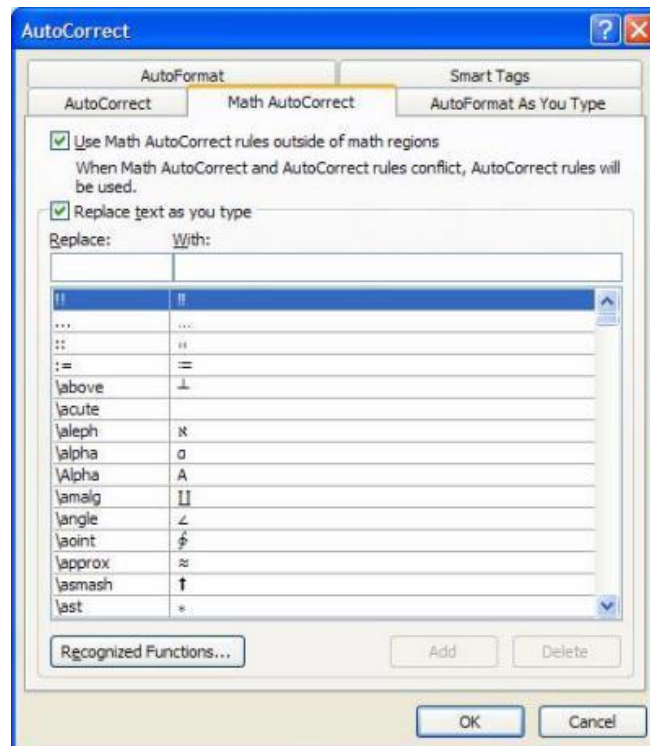 AutoCorrect
AutoFormat Smart Tags
AutoCorrect Math AutoCorrect AutoFormat As You Type
Use Math AutoCorrect rules outside of math regions
When Math AutoCorrect and AutoCorrect rules conflict, AutoCorrect rules will
be used.
Replace text as you type
Replace: With:
!! ‼
... …
:: ∷
:= ≔
\above ┴
\acute
\aleph ℵ
\alpha α
\Alpha Α
\amalg ∐
\angle ∠
\aoint ∳
\approx ≈
\asmash ⬆
\ast ∗
Recognized Functions... Add Delete
OK Cancel